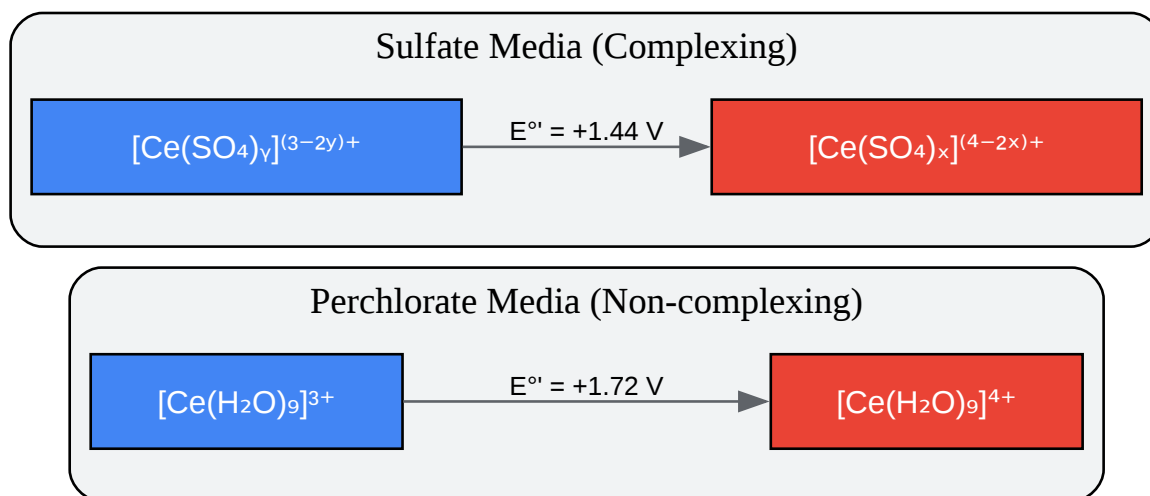 Sulfate Media (Complexing)
[Ce(SO₄)ᵧ]⁽³⁻²ʸ⁾⁺
E°' = +1.44 V
[Ce(SO₄)ₓ]⁽⁴⁻²ˣ⁾⁺
Perchlorate Media (Non-complexing)
[Ce(H₂O)₉]³⁺
E°' = +1.72 V
[Ce(H₂O)₉]⁴⁺